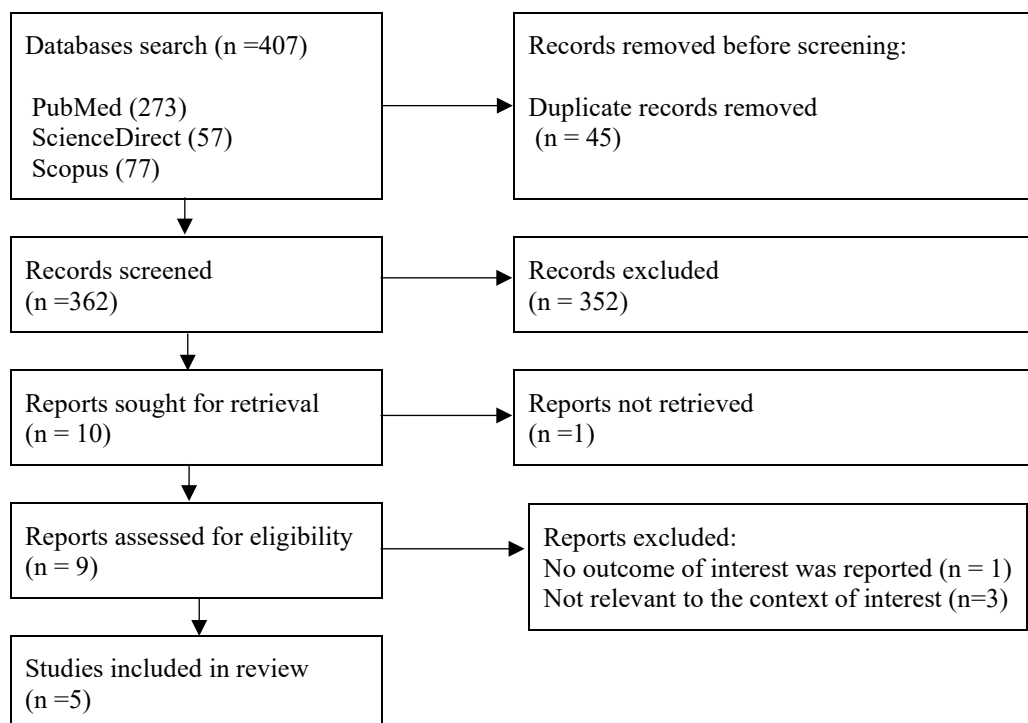 Databases search (n =407)
PubMed (273)
ScienceDirect (57)
Scopus (77)
Records removed before screening:
Duplicate records removed
(n = 45)
Records screened
(n =362)
Records excluded
(n = 352)
Reports sought for retrieval
(n = 10)
Reports not retrieved
(n =1)
Reports assessed for eligibility
(n = 9)
Reports excluded:
No outcome of interest was reported (n = 1)
Not relevant to the context of interest (n=3)
Studies included in review
(n =5)